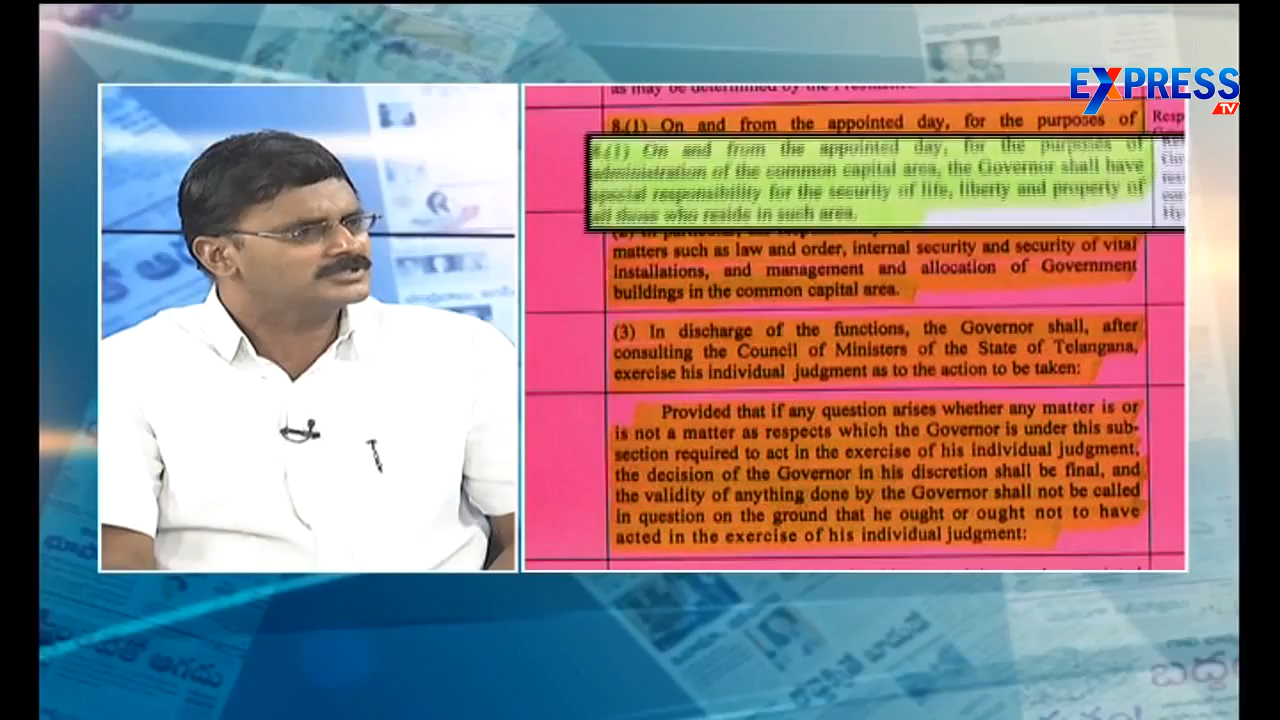 EXPRESS
TV
as may be determined by the
8.(1) On and from the appointed day, for the purposes of
(1) On and from the appointed day, for the purposes of
administration of the common capital area, the Governor shall have
special responsibility for the security of life, liberty and property of
all those who reside in such area.
matters such as law and order, internal security and security of vital
installations, and management and allocation of Government
buildings in the common capital area.
(3) In discharge of the functions, the Governor shall, after
consulting the Council of Ministers of the State of Telangana,
exercise his individual judgment as to the action to be taken:
Provided that if any question arises whether any matter is or
is not a matter as respects which the Governor is under this sub-
section required to act in the exercise of his individual judgment,
the decision of the Governor in his discretion shall be final, and
the validity of anything done by the Governor shall not be called
in question on the ground that he ought or ought not to have
acted in the exercise of his individual judgment: